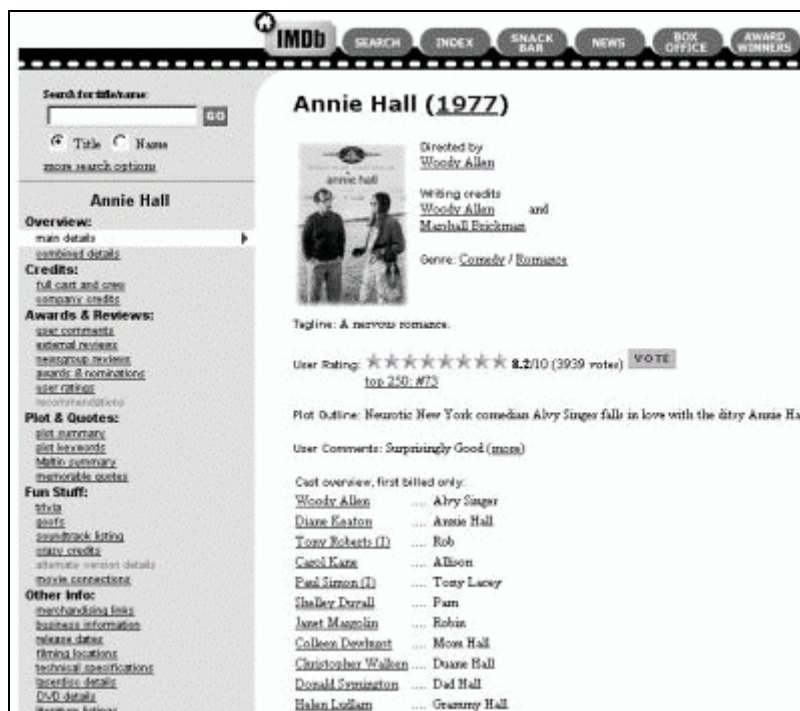 IMDb
SEARCH
INDEX
SNACK BAR
NEWS
BOX OFFICE
AWARD WINNERS
Search for title/name:
GO
Title Name
more search options
Annie Hall
Overview:
main details
combined details
Credits:
full cast and crew
company credits
Awards & Reviews:
user comments
external reviews
newsgroup reviews
awards & nominations
user ratings
recommendations
Plot & Quotes:
plot summary
plot keywords
Maltin summary
memorable quotes
Fun Stuff:
trivia
goofs
soundtrack listing
crazy credits
alternate version details
movie connections
Other Info:
merchandising links
business information
release dates
filming locations
technical specifications
laserdisc details
DVD details
literature listings
Annie Hall (1977)
annie hall
Directed by
Woody Allen
Writing credits
Woody Allen and
Marshall Brickman
Genre: Comedy / Romance
Tagline: A nervous romance.
User Rating: 8.2/10 (3939 votes) VOTE
top 250: #73
Plot Outline: Neurotic New York comedian Alvy Singer falls in love with the ditsy Annie Ha
User Comments: Surprisingly Good (more)
Cast overview, first billed only:
Woody Allen .... Alvy Singer
Diane Keaton .... Annie Hall
Tony Roberts (I) .... Rob
Carol Kane .... Allison
Paul Simon (I) .... Tony Lacey
Shelley Duvall .... Pam
Janet Margolin .... Robin
Colleen Dewhurst .... Mom Hall
Christopher Walken .... Duane Hall
Donald Symington .... Dad Hall
Helen Ludlam .... Grammy Hall